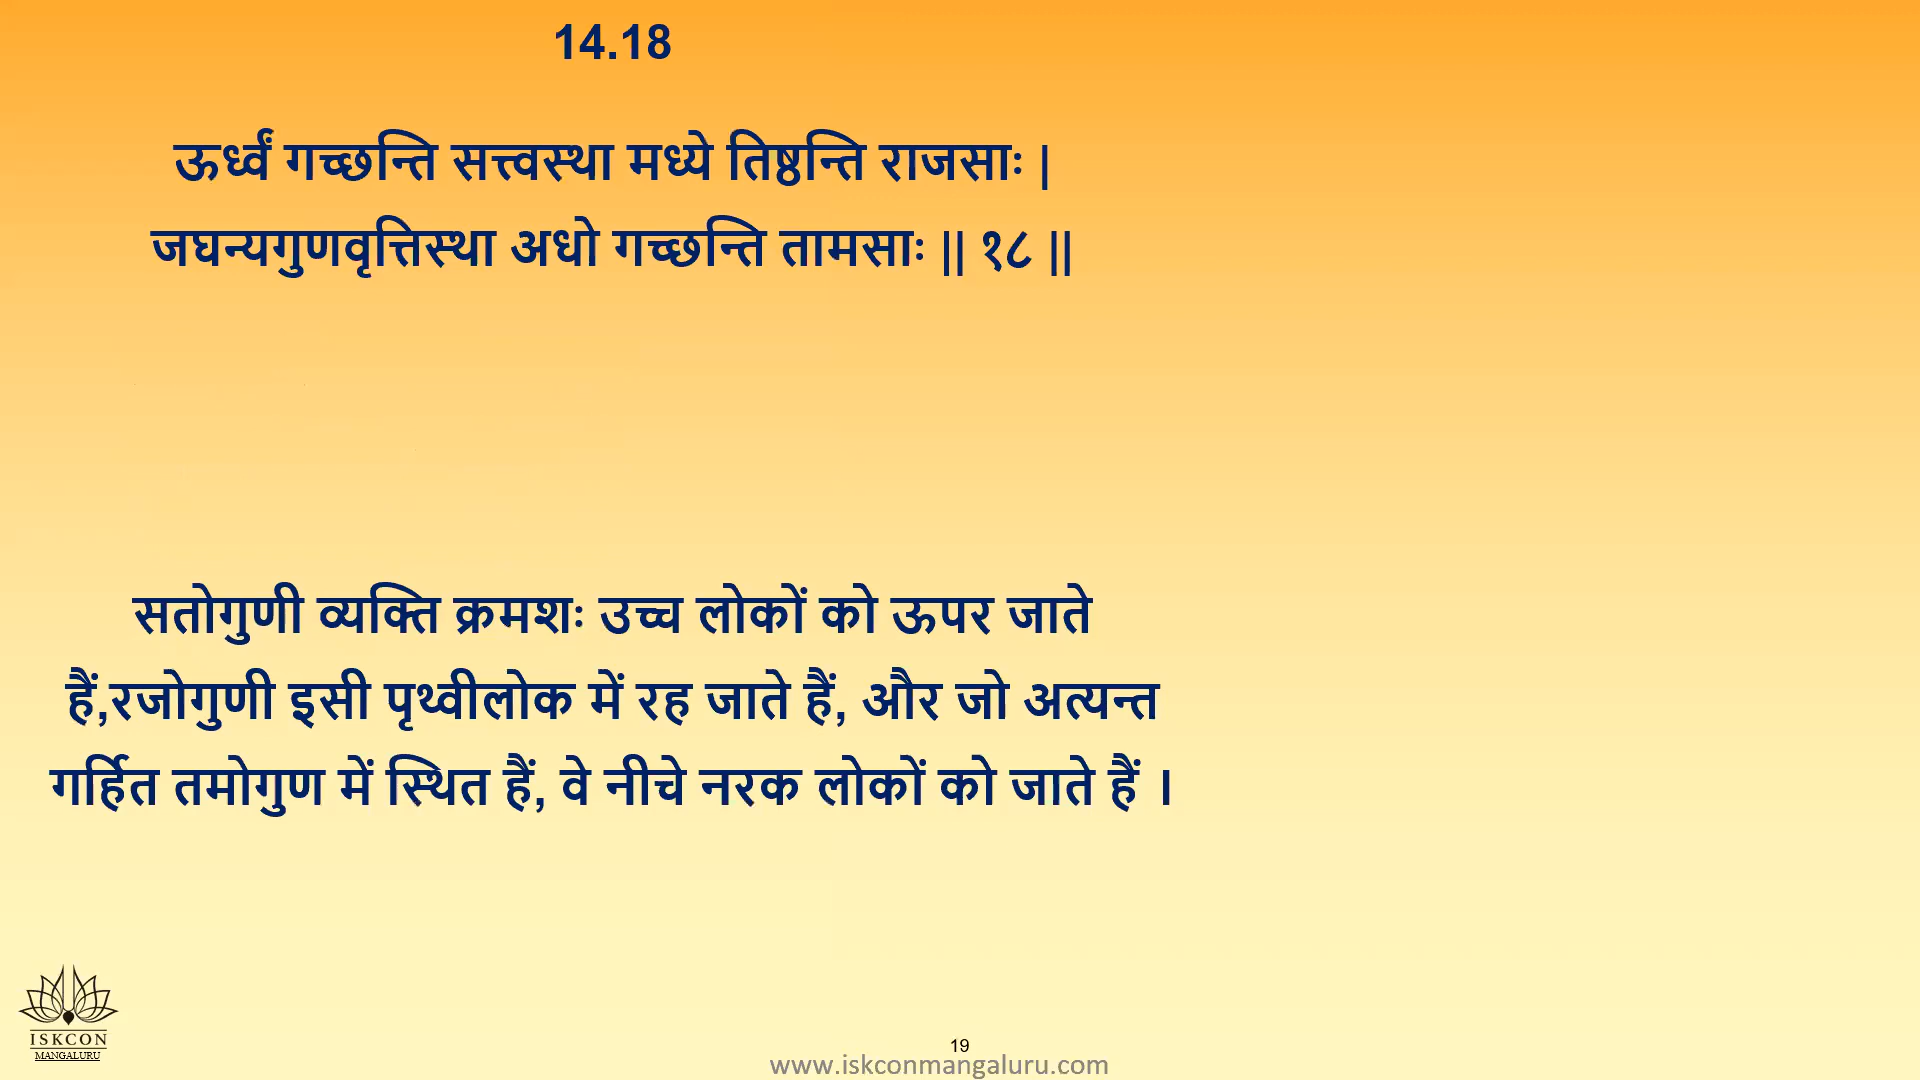 14.18
ऊर्ध्वं गच्छन्ति सत्त्वस्था मध्ये तिष्ठन्ति राजसाः |
जघन्यगुणवृत्तिस्था अधो गच्छन्ति तामसाः || १८ ||
सतोगुणी व्यक्ति क्रमशः उच्च लोकों को ऊपर जाते
हैं,रजोगुणी इसी पृथ्वीलोक में रह जाते हैं, और जो अत्यन्त
गर्हित तमोगुण में स्थित हैं, वे नीचे नरक लोकों को जाते हैं ।
ISKCON
MANGALURU
19
www.iskconmangaluru.com